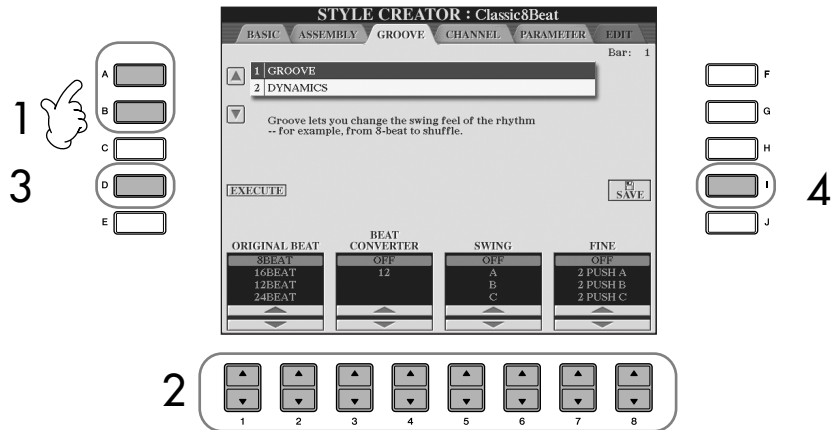 STYLE CREATOR : Classic8Beat
BASIC ASSEMBLY GROOVE CHANNEL PARAMETER EDIT
Bar: 1
1 GROOVE
2 DYNAMICS
Groove lets you change the swing feel of the rhythm
-- for example, from 8-beat to shuffle.
EXECUTE
SAVE
ORIGINAL BEAT
8BEAT
16BEAT
12BEAT
24BEAT
BEAT
CONVERTER
OFF
12
SWING
OFF
A
B
C
FINE
OFF
2 PUSH A
2 PUSH B
2 PUSH C
A
B
C
D
E
F
G
H
I
J
1
3
4
2
1 2 3 4 5 6 7 8